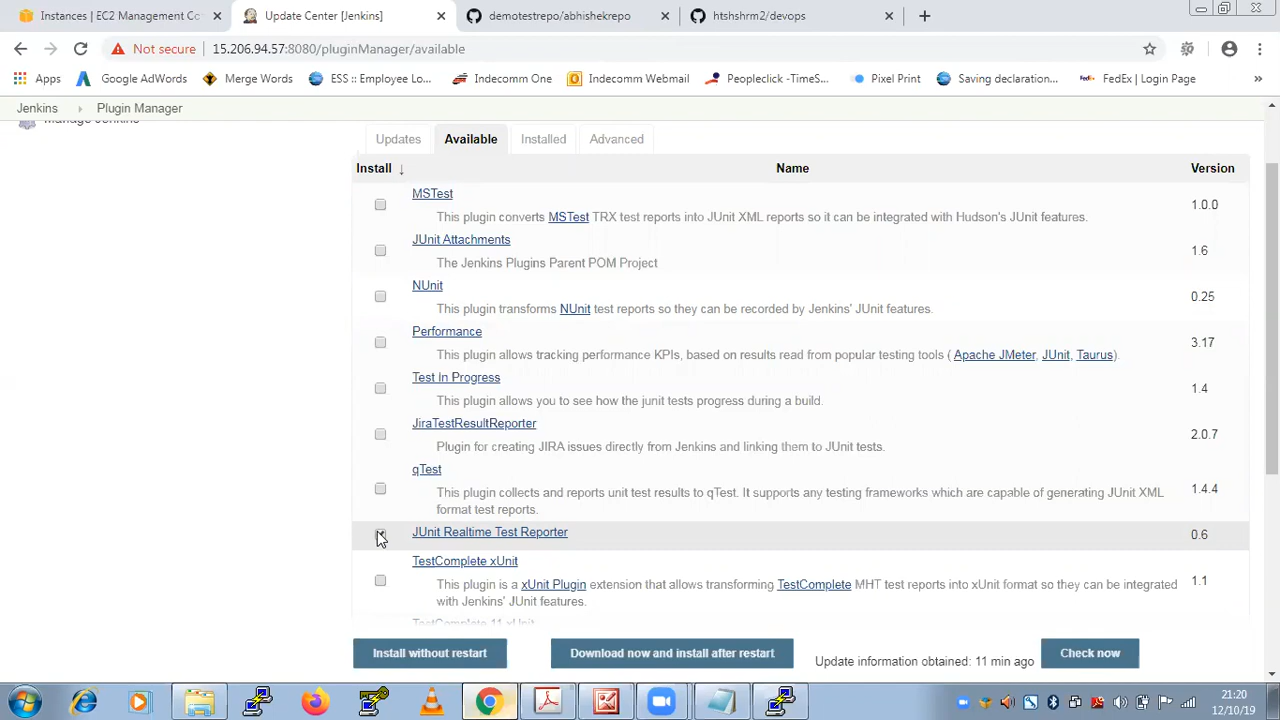 Instances | EC2 Management Co
Update Center [Jenkins]
demotestrepo/abhishekrepo
htshshrm2/devops
Not secure
15.206.94.57:8080/pluginManager/available
Apps
Google AdWords
Merge Words
ESS :: Employee Lo...
Indecomm One
Indecomm Webmail
Peopleclick -TimeS...
Pixel Print
Saving declaration...
FedEx | Login Page
»
Jenkins
Plugin Manager
Manage Jenkins
Updates
Available
Installed
Advanced
Install ↓
Name
Version
MSTest
This plugin converts MSTest TRX test reports into JUnit XML reports so it can be integrated with Hudson's JUnit features.
1.0.0
JUnit Attachments
The Jenkins Plugins Parent POM Project
1.6
NUnit
This plugin transforms NUnit test reports so they can be recorded by Jenkins' JUnit features.
0.25
Performance
This plugin allows tracking performance KPIs, based on results read from popular testing tools ( Apache JMeter, JUnit, Taurus).
3.17
Test In Progress
This plugin allows you to see how the junit tests progress during a build.
1.4
JiraTestResultReporter
Plugin for creating JIRA issues directly from Jenkins and linking them to JUnit tests.
2.0.7
qTest
This plugin collects and reports unit test results to qTest. It supports any testing frameworks which are capable of generating JUnit XML
format test reports.
1.4.4
JUnit Realtime Test Reporter
0.6
TestComplete xUnit
This plugin is a xUnit Plugin extension that allows transforming TestComplete MHT test reports into xUnit format so they can be integrated
with Jenkins' JUnit features.
1.1
TestComplete 11 xUnit
Install without restart
Download now and install after restart
Update information obtained: 11 min ago
Check now
21:20
12/10/19